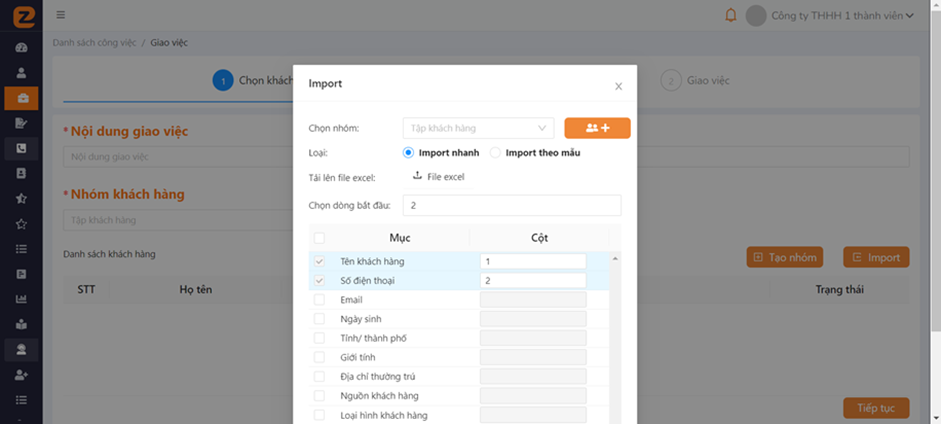 Công ty THHH 1 thành viên
Danh sách công việc / Giao việc
1 Chọn khách
2 Giao việc
* Nội dung giao việc
Nội dung giao việc
* Nhóm khách hàng
Tập khách hàng
Danh sách khách hàng
Tạo nhóm
Import
STT
Họ tên
Trạng thái
Tiếp tục
Import
Chọn nhóm:
Tập khách hàng
Loại:
Import nhanh
Import theo mẫu
Tải lên file excel:
File excel
Chọn dòng bắt đầu:
2
Mục
Cột
Tên khách hàng
1
Số điện thoại
2
Email
Ngày sinh
Tỉnh/ thành phố
Giới tính
Địa chỉ thường trú
Nguồn khách hàng
Loại hình khách hàng